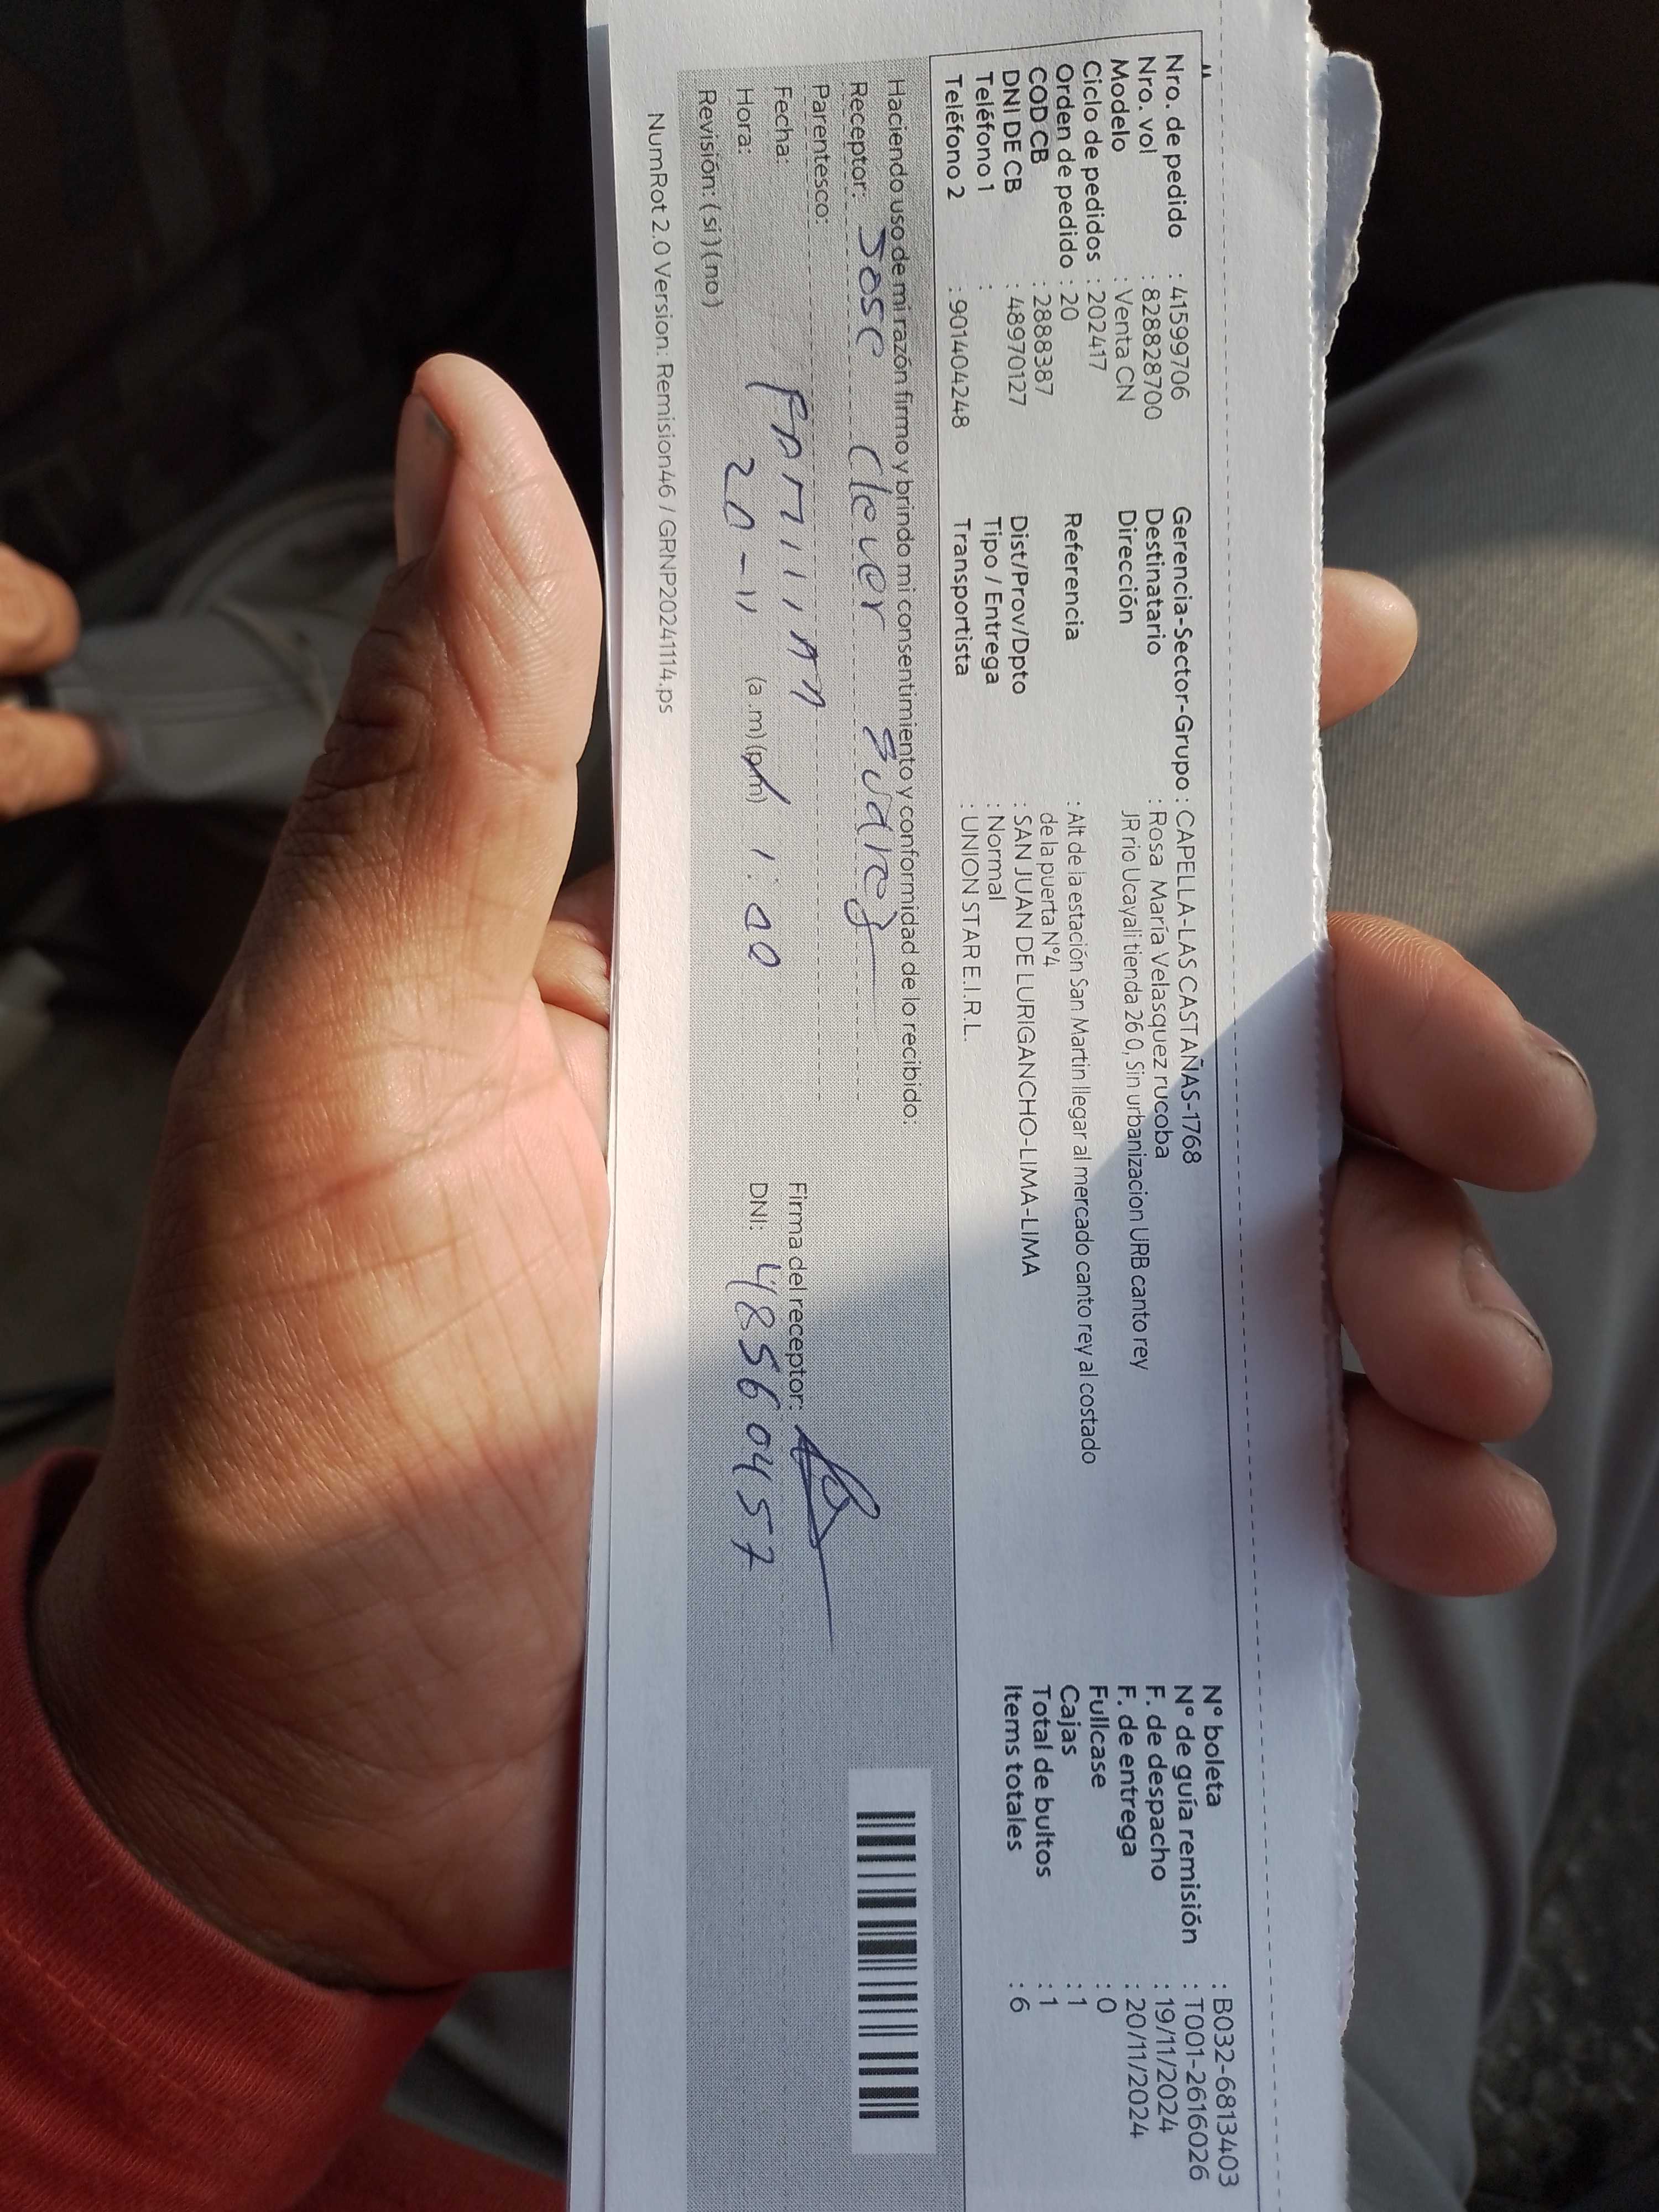 Nro. de pedido : 41599706
Nro. vol : 8288828700
Modelo : Venta CN
Ciclo de pedidos : 202417
Orden de pedido : 20
COD CB : 2888387
DNI DE CB : 48970127
Teléfono 1 :
Teléfono 2 : 901404248
Gerencia-Sector-Grupo : CAPELLA-LAS CASTAÑAS-1768
Destinatario : Rosa María Velasquez rucoba
Dirección JR rio Ucayali tienda 26 0, Sin urbanizacion URB canto rey
Referencia : Alt de la estación San Martin llegar al mercado canto rey al costado
de la puerta N°4
Dist/Prov/Dpto : SAN JUAN DE LURIGANCHO-LIMA-LIMA
Tipo / Entrega : Normal
Transportista : UNION STAR E.I.R.L.
N° boleta : B032-6813403
N° de guía remisión : T001-2616026
F. de despacho : 19/11/2024
F. de entrega : 20/11/2024
Fullcase : 0
Cajas : 1
Total de bultos : 1
Items totales : 6
Haciendo uso de mi razón firmo y brindo mi consentimiento y conformidad de lo recibido:
Receptor: Jose Clever
Parentesco:
Fecha: 20-11
Hora: (a.m) (p.m) 1:00
Revisión: (si) (no)
Firma del receptor:
DNI: 48560457
NumRot 2.0 Version: Remision46 / GRNP20241114.ps